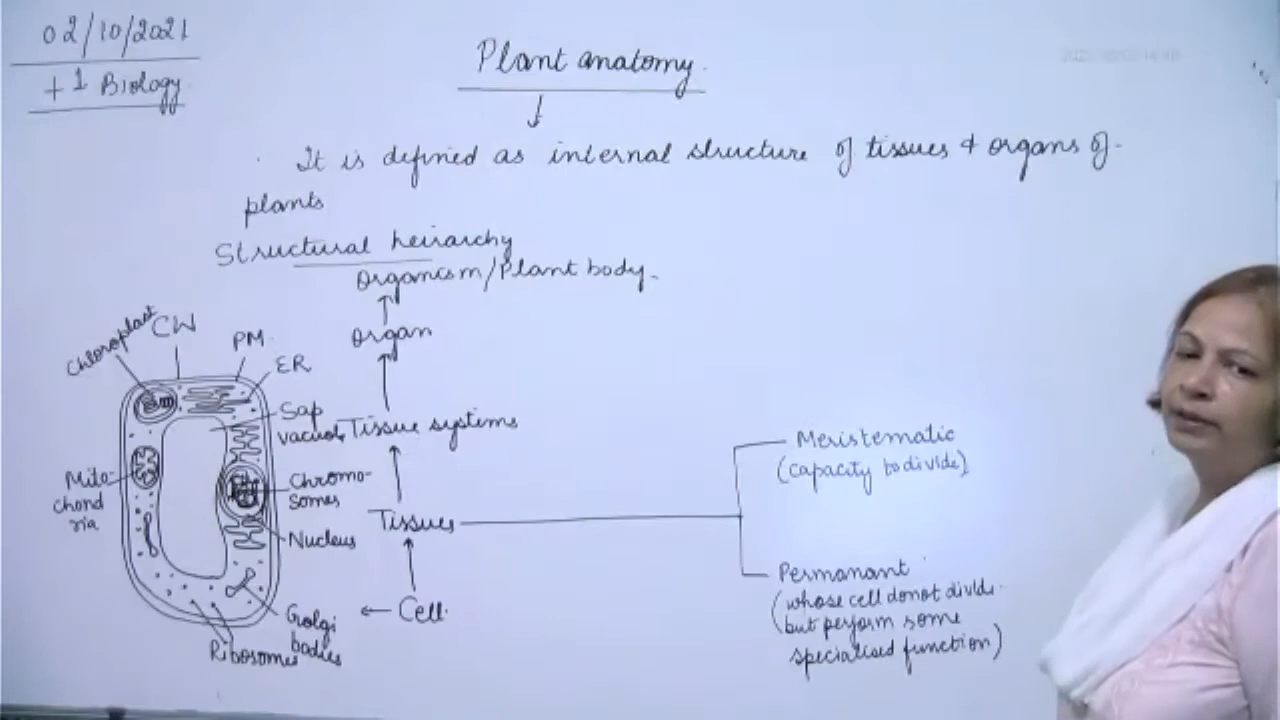 02/10/2021
+1 Biology
Plant anatomy.
It is defined as internal structure of tissues & organs of
plants
Structural heirarchy
Organism/Plant body.
Organ
Tissue systems
Tissues
Cell.
Chloroplast
CW
PM
ER
Sap
vacuole
Mito-
chond
ria
Chromo-
somes
Nucleus
Golgi
bodies
Ribosomes
Meristematic
(capacity to divide)
Permanant
(whose cell donot divide
but perform some
specialised function)